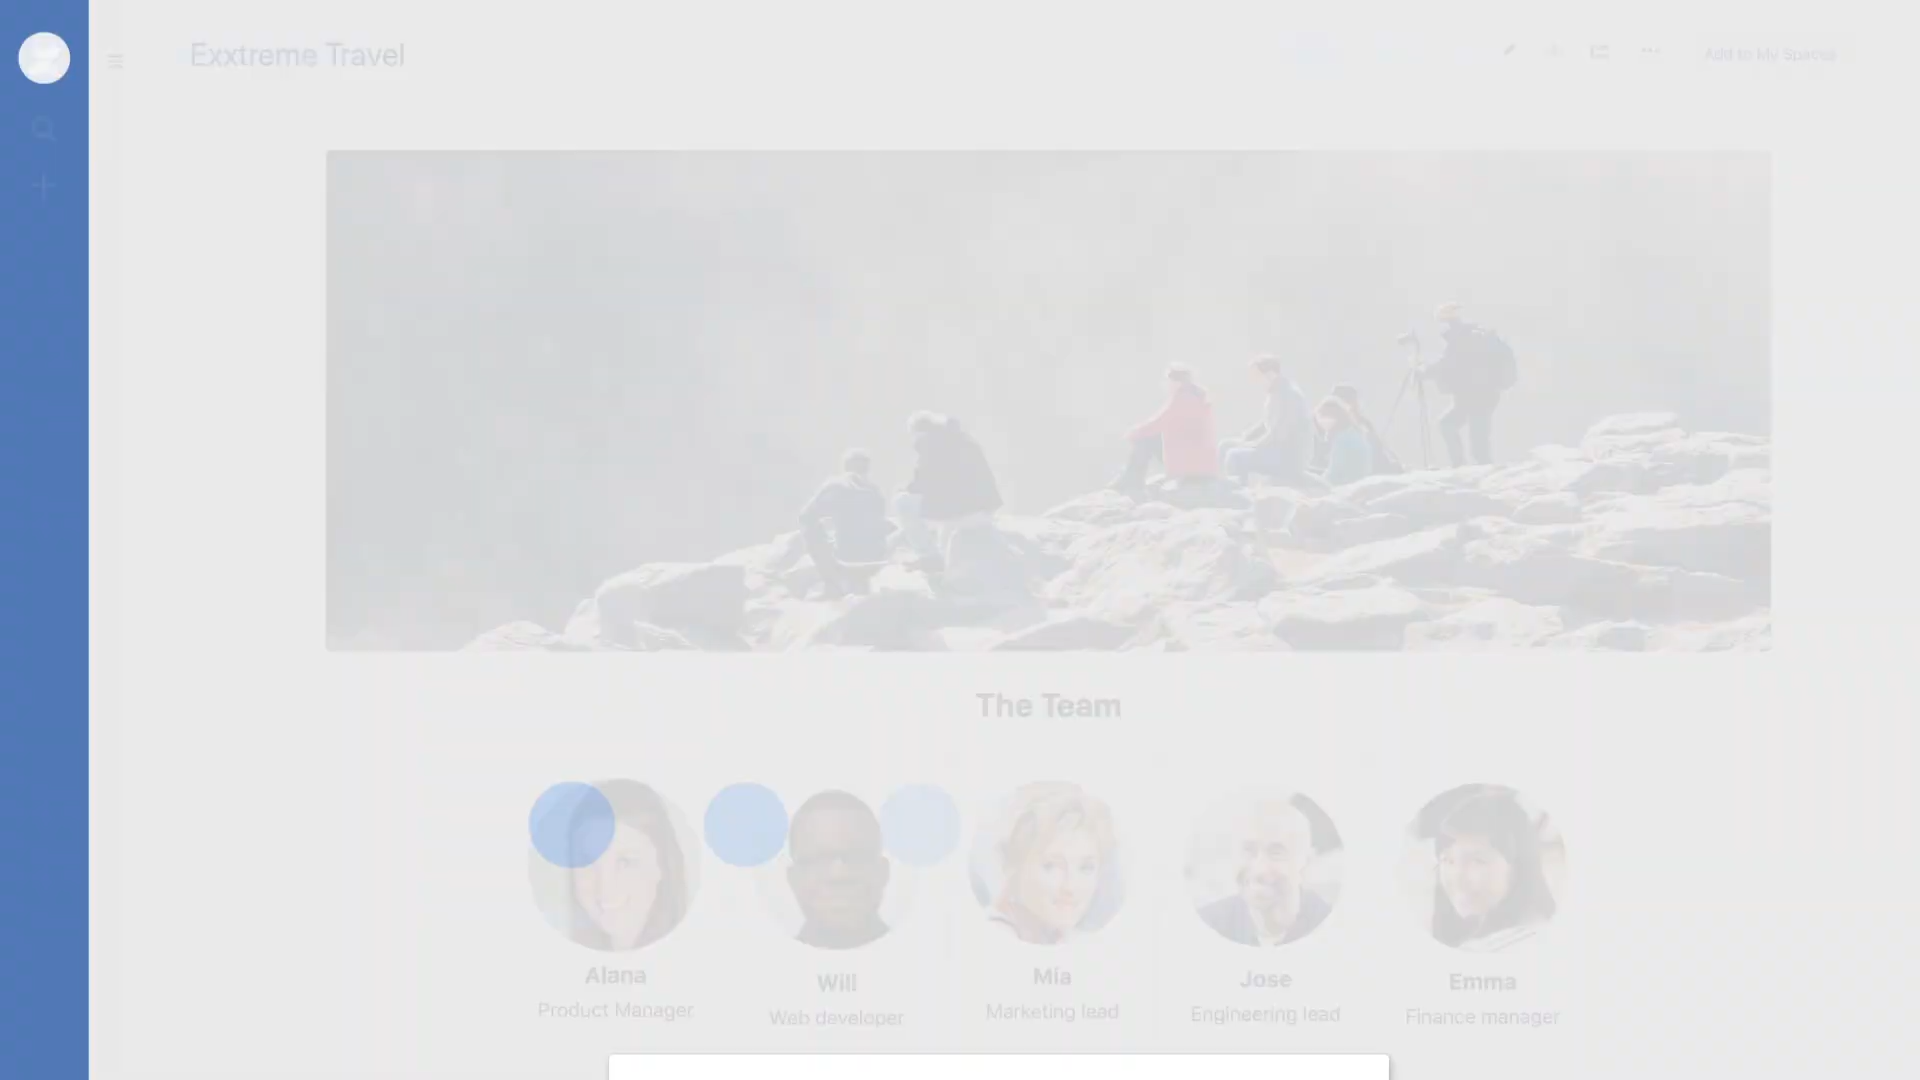 Exxtreme Travel
Add to My Spaces
The Team
Alana
Product Manager
Will
Web developer
Mia
Marketing lead
Jose
Engineering lead
Emma
Finance manager